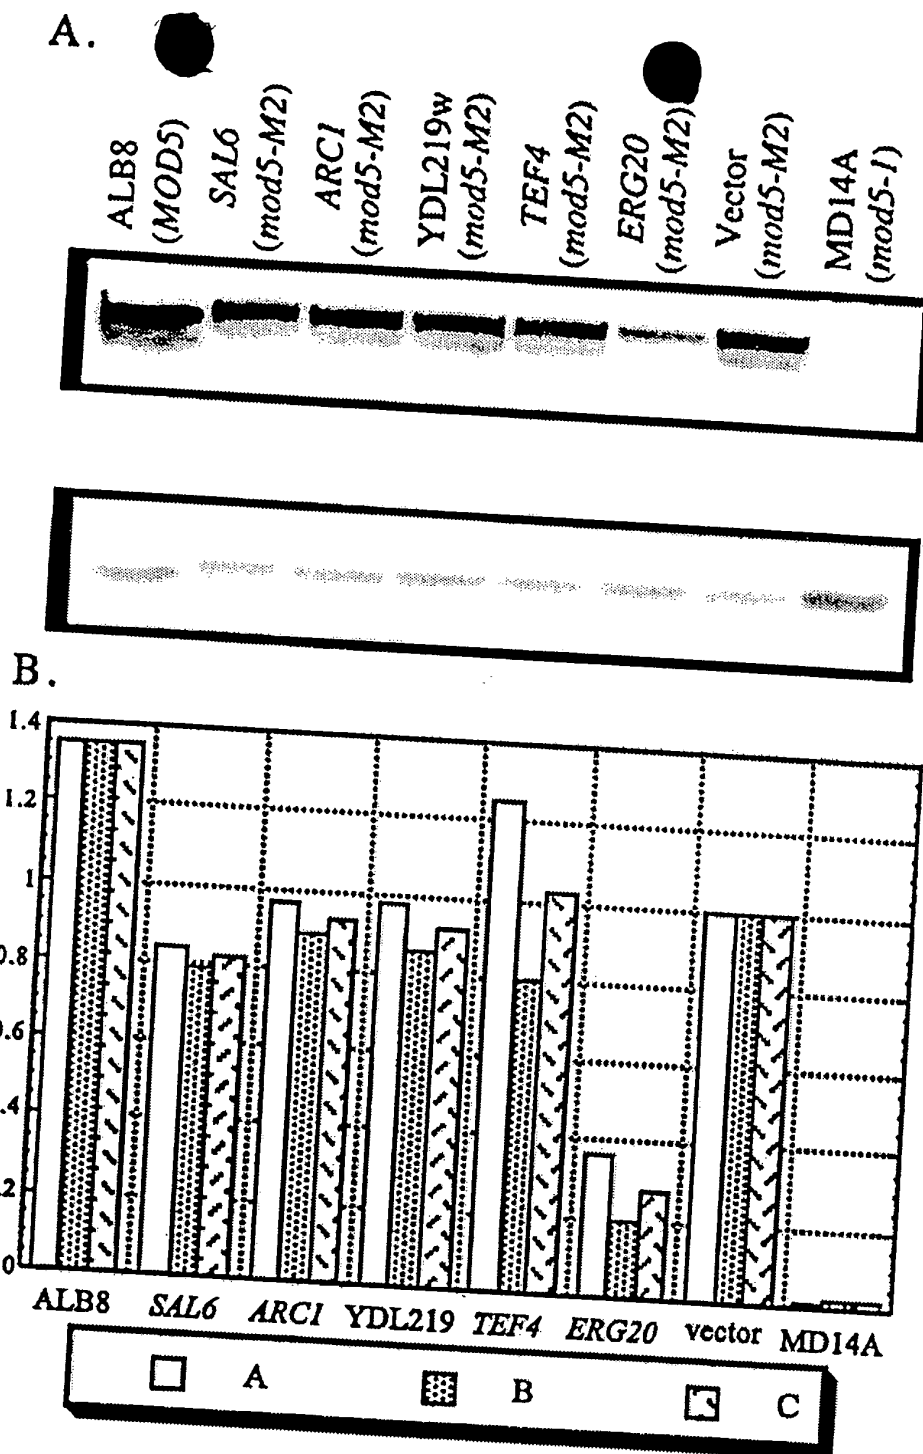 A.
ALB8
(MOD5)
SAL6
(mod5-M2)
ARC1
(mod5-M2)
YDL219w
(mod5-M2)
TEF4
(mod5-M2)
ERG20
(mod5-M2)
Vector
(mod5-M2)
MD14A
(mod5-1)
B.
1.4
1.2
1
0.8
0.6
.4
.2
0
ALB8 SAL6 ARC1 YDL219 TEF4 ERG20 vector MD14A
A B C